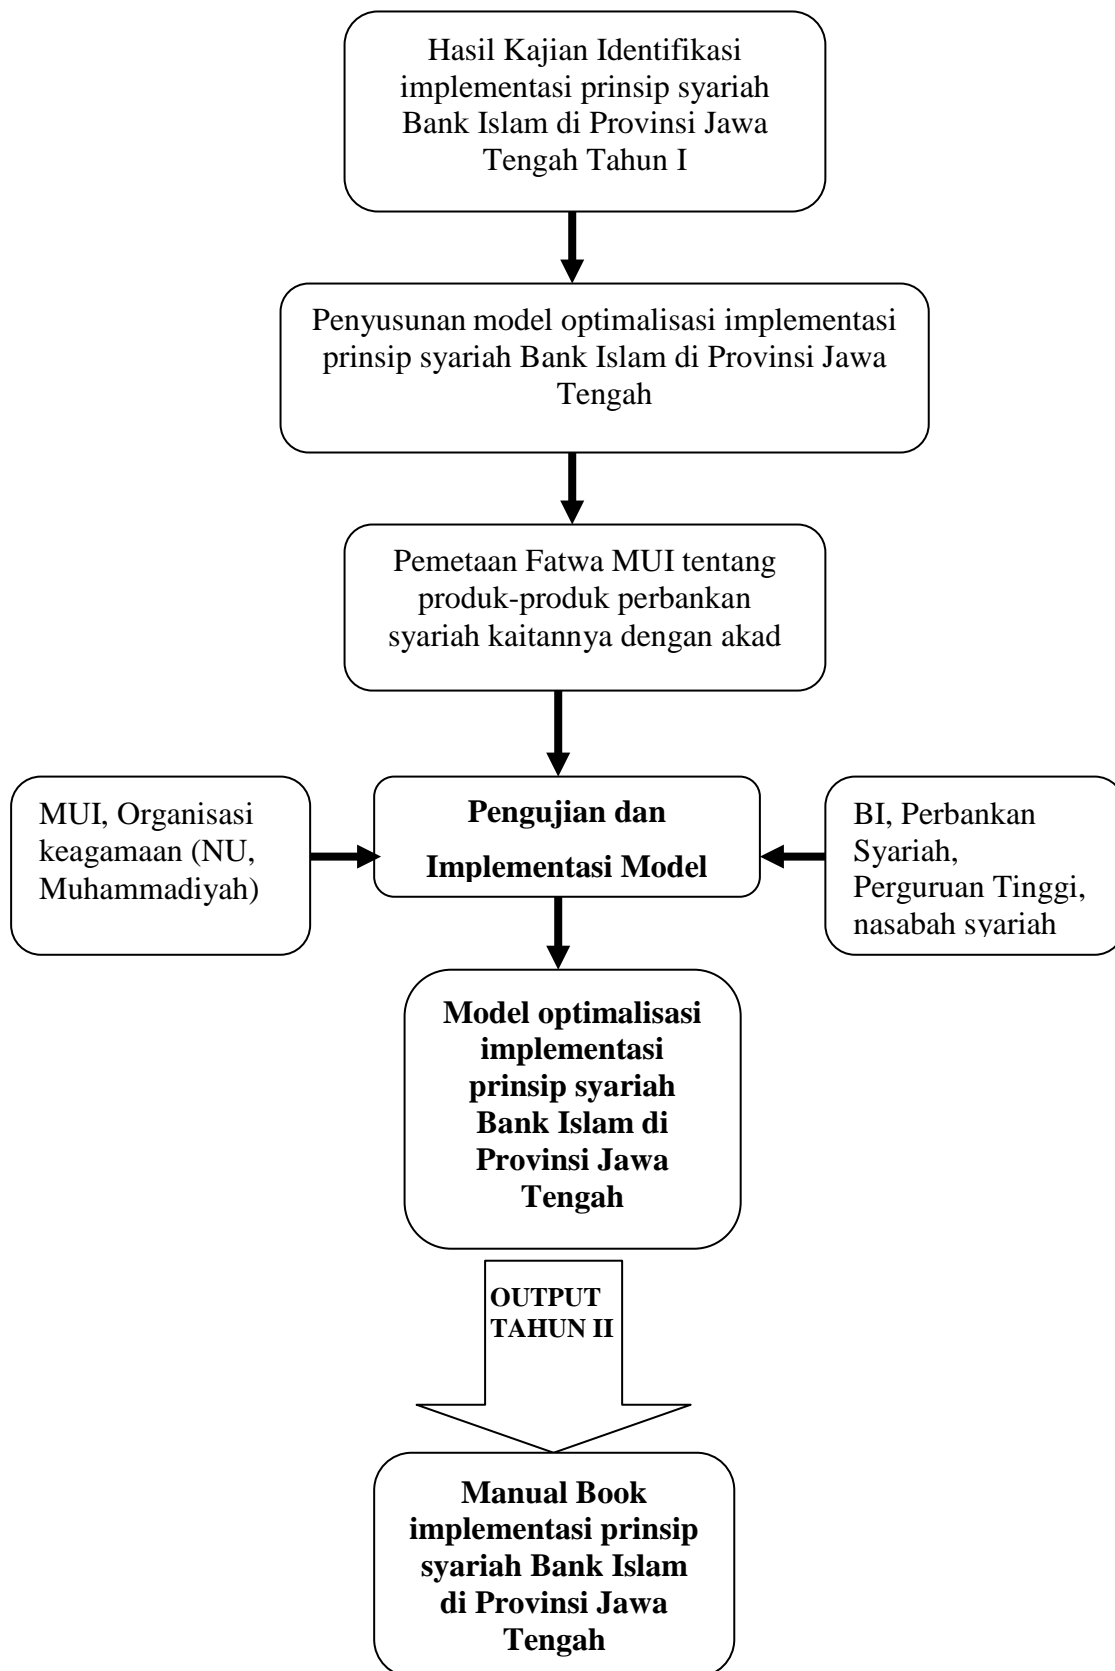 Hasil Kajian Identifikasi
implementasi prinsip syariah
Bank Islam di Provinsi Jawa
Tengah Tahun I
Penyusunan model optimalisasi implementasi
prinsip syariah Bank Islam di Provinsi Jawa
Tengah
Pemetaan Fatwa MUI tentang
produk-produk perbankan
syariah kaitannya dengan akad
MUI, Organisasi
keagamaan (NU,
Muhammadiyah)
Pengujian dan
Implementasi Model
BI, Perbankan
Syariah,
Perguruan Tinggi,
nasabah syariah
Model optimalisasi
implementasi
prinsip syariah
Bank Islam di
Provinsi Jawa
Tengah
OUTPUT
TAHUN II
Manual Book
implementasi prinsip
syariah Bank Islam
di Provinsi Jawa
Tengah